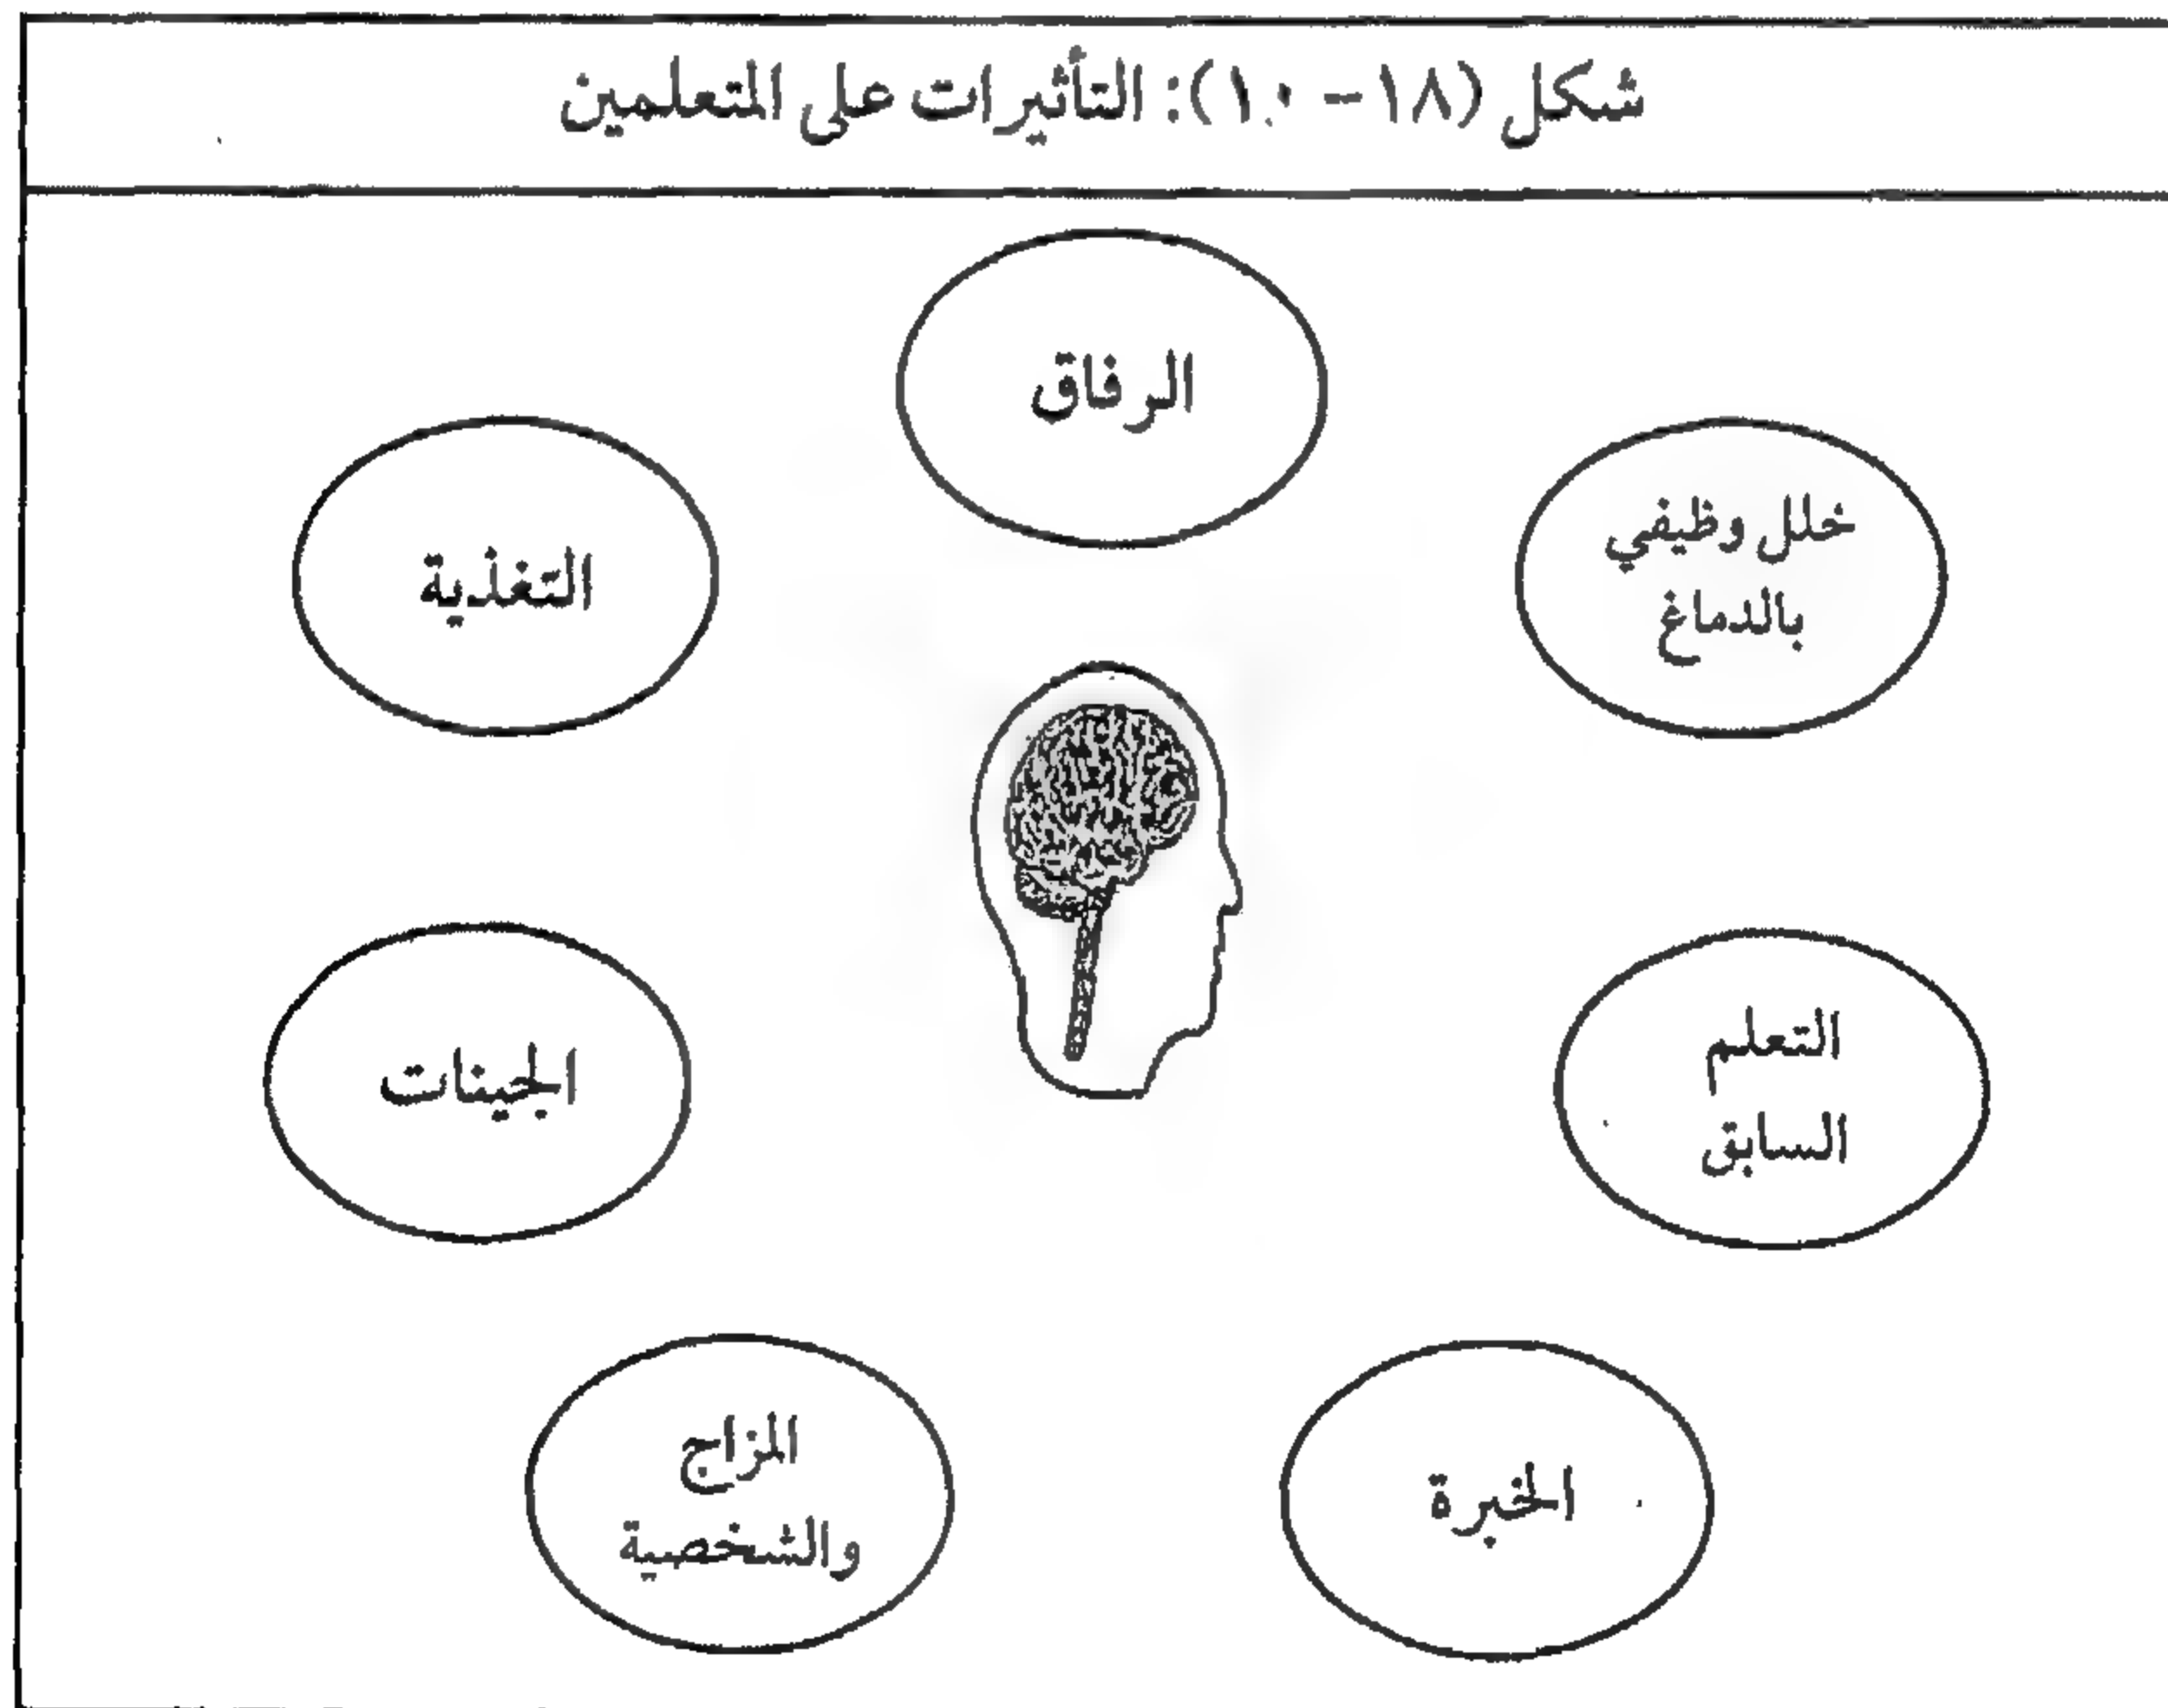 شكل (١٨ - ١٠): التأثيرات على المتعلمين
الرفاق
خلل وظيفي
بالدماغ
التغذية
التعلم
السابق
الجينات
الخبرة
المزاج
والشخصية